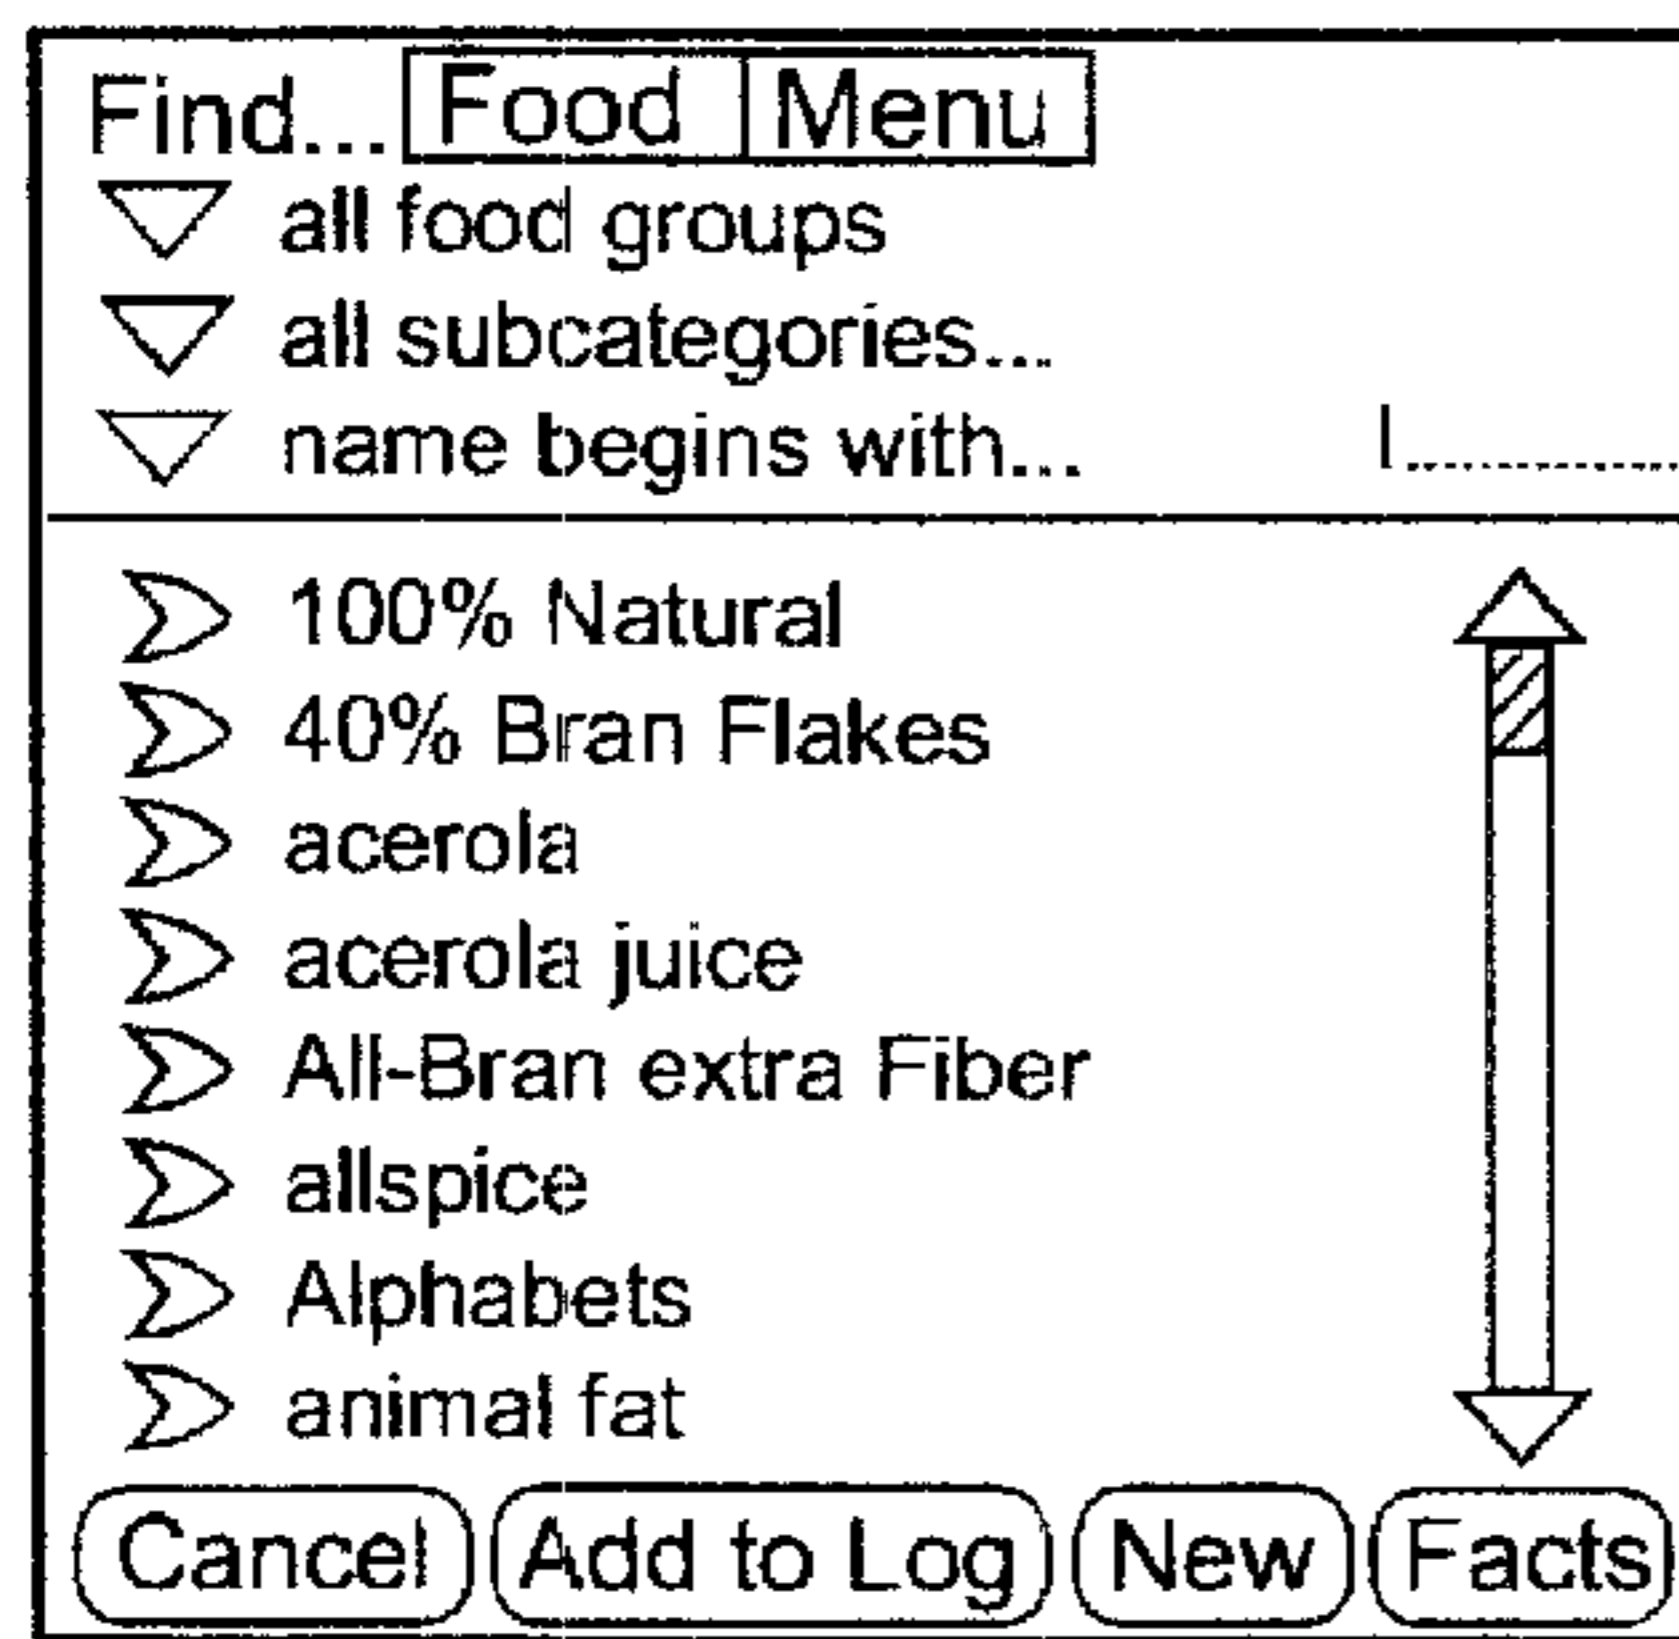 Find... Food Menu
all food groups
all subcategories...
name begins with...
100% Natural
40% Bran Flakes
acerola
acerola juice
All-Bran extra Fiber
allspice
Alphabets
animal fat
Cancel Add to Log New Facts